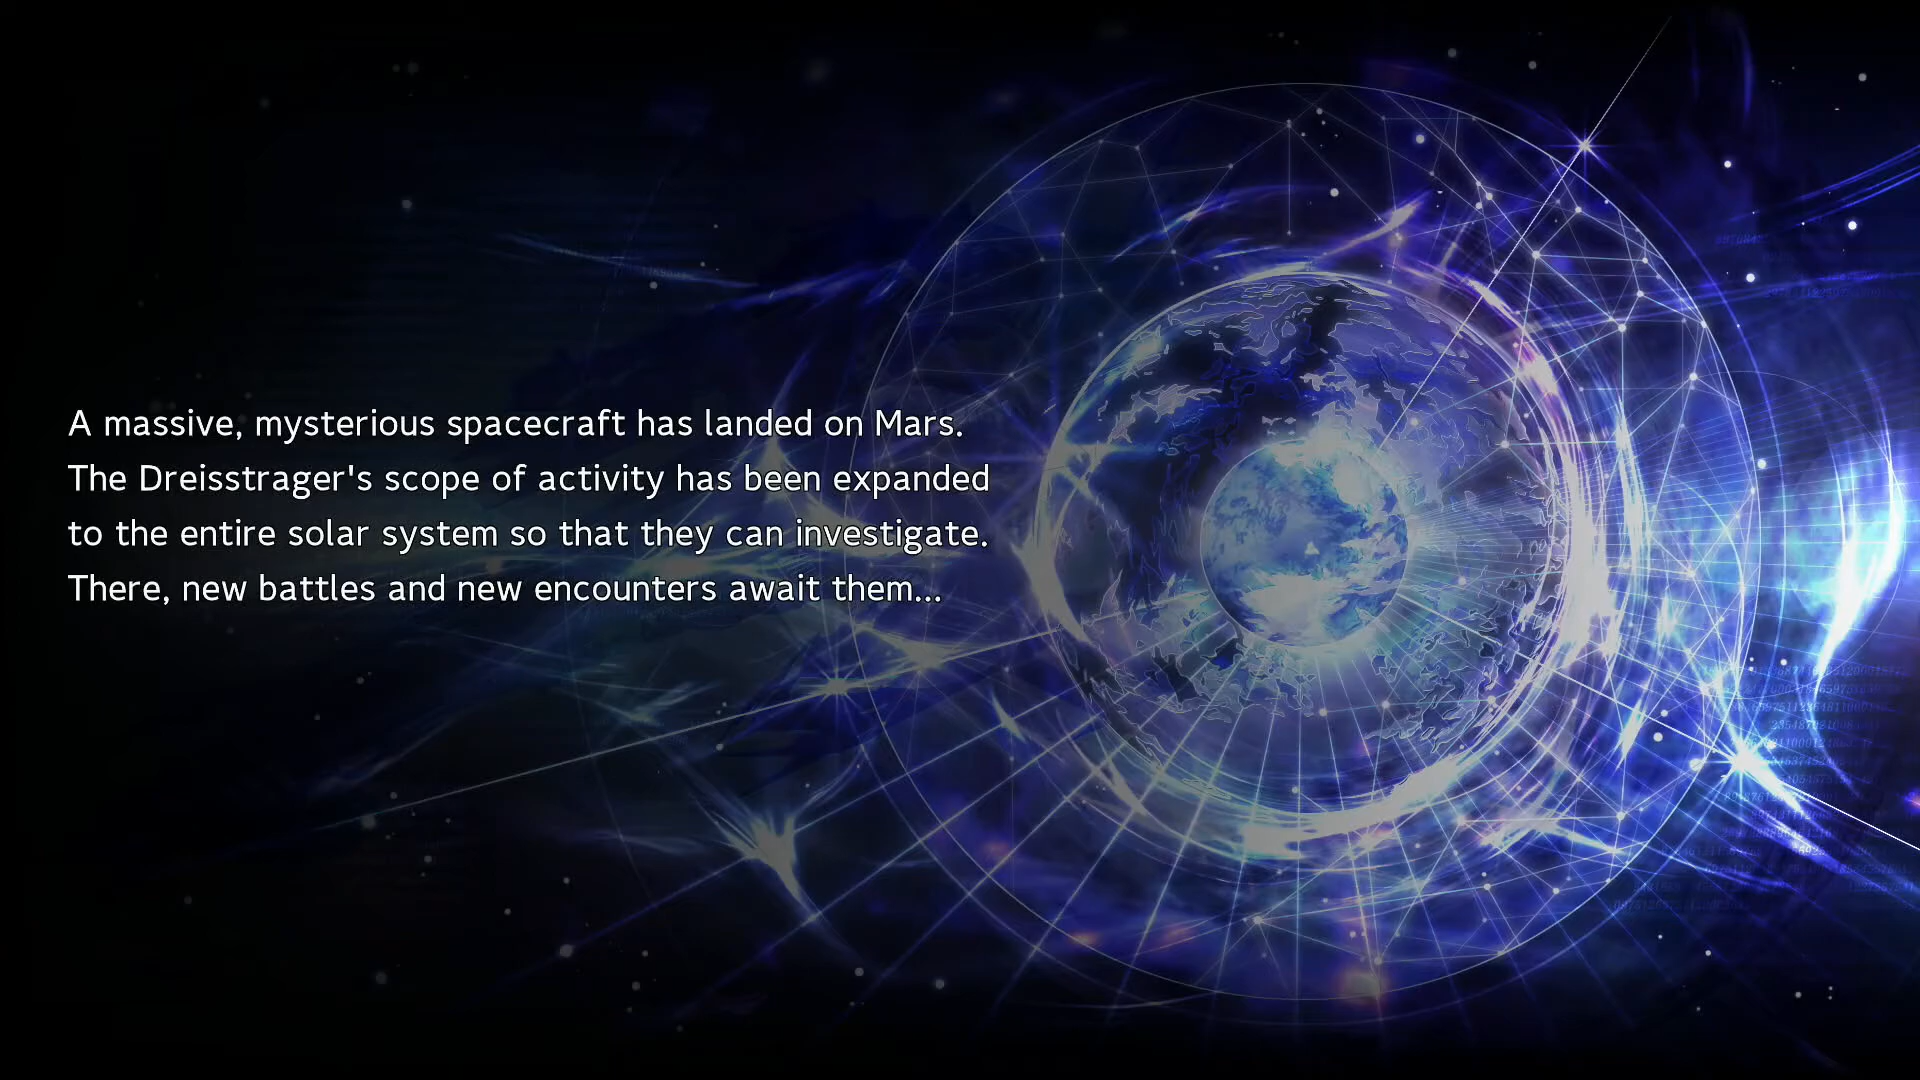 A massive, mysterious spacecraft has landed on Mars.
The Dreisstrager's scope of activity has been expanded
to the entire solar system so that they can investigate.
There, new battles and new encounters await them...